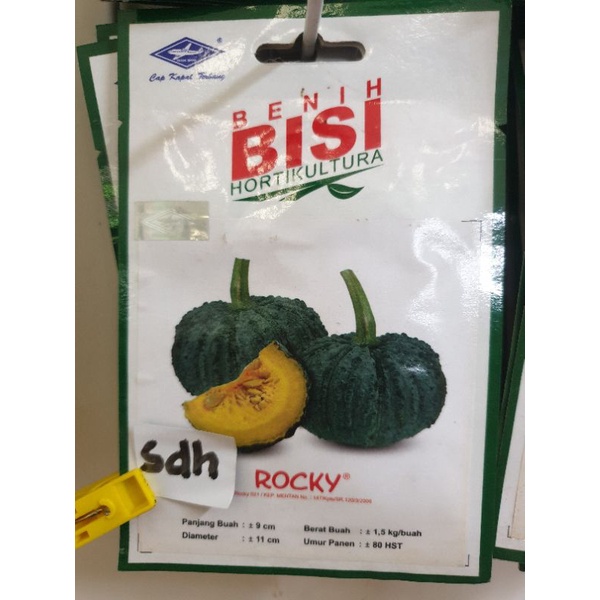 Cap Kapal Terbang
BENIH
BISI
HORTIKULTURA
sdh
ROCKY®
Panjang Buah : ± 9 cm
Diameter : ± 11 cm
Berat Buah : ± 1,5 kg/buah
Umur Panen : ± 80 HST